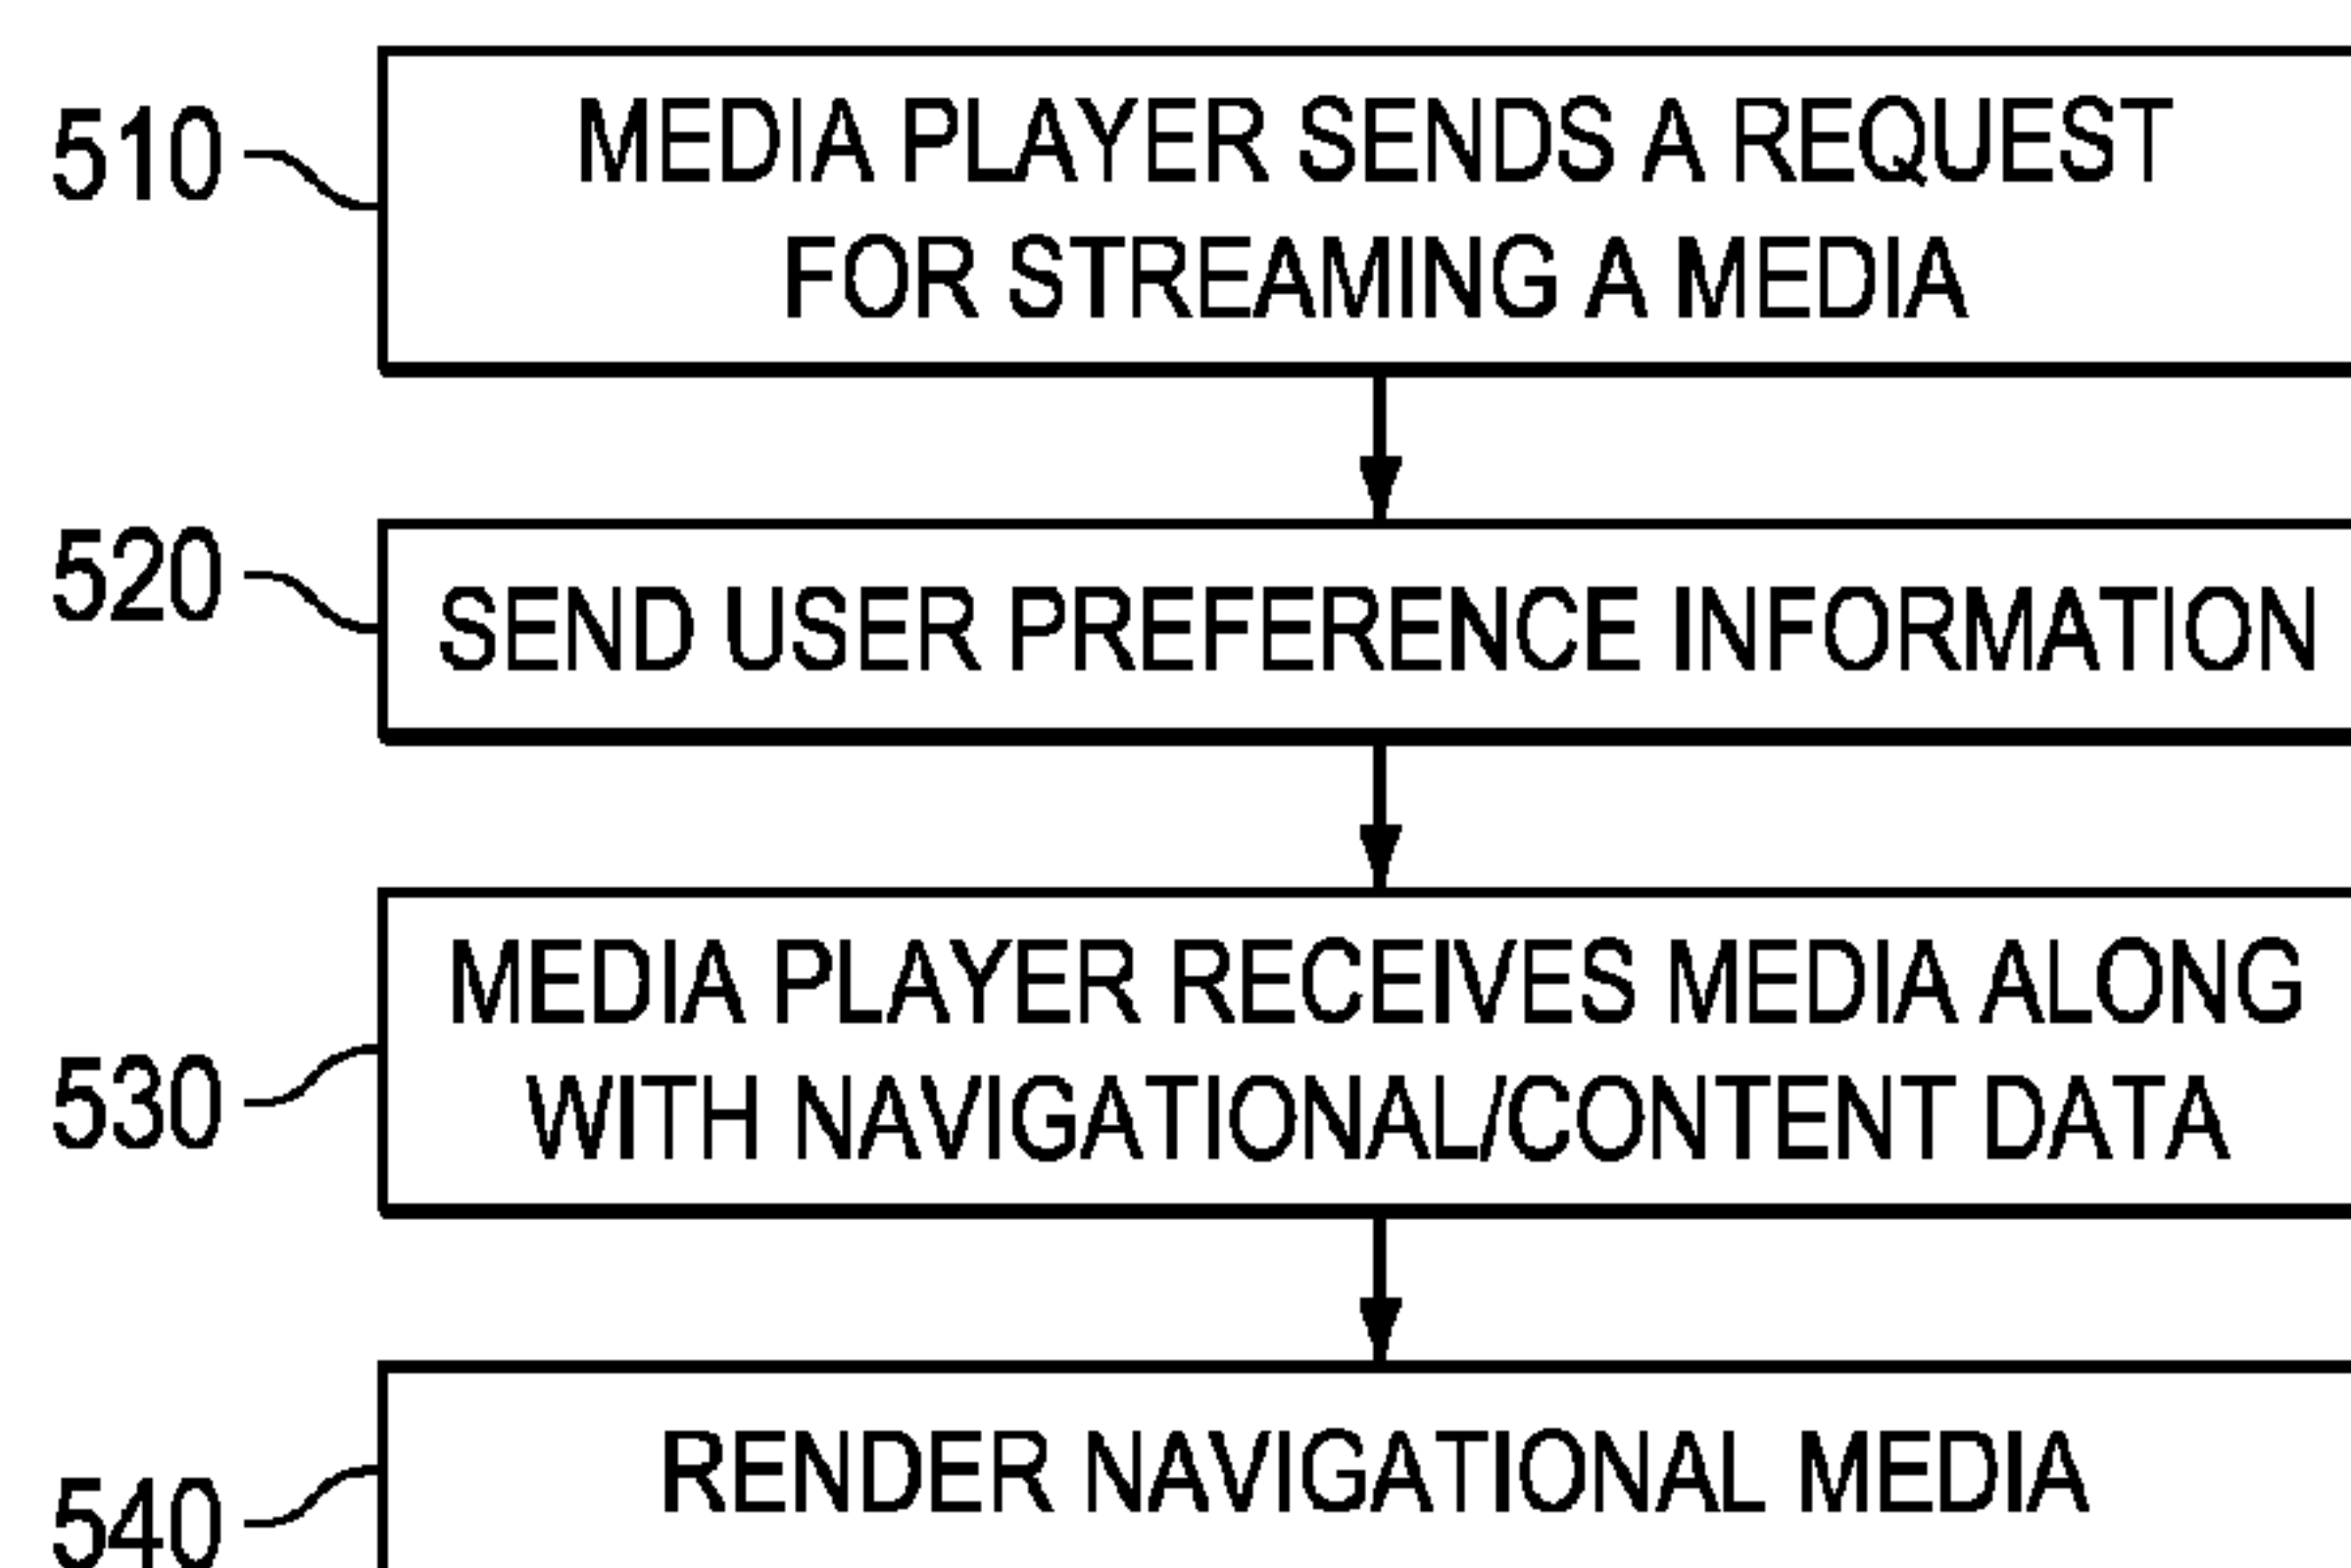 510
MEDIA PLAYER SENDS A REQUEST
FOR STREAMING A MEDIA
520
SEND USER PREFERENCE INFORMATION
MEDIA PLAYER RECEIVES MEDIA ALONG
530
WITH NAVIGATIONAL/CONTENT DATA
RENDER NAVIGATIONAL MEDIA
540